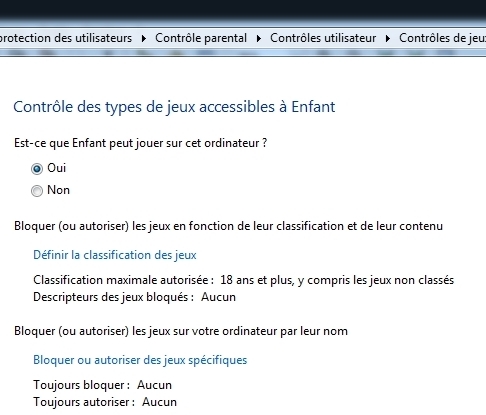 protection des utilisateurs ▸ Contrôle parental ▸ Contrôles utilisateur ▸ Contrôles de jeu
Contrôle des types de jeux accessibles à Enfant
Est-ce que Enfant peut jouer sur cet ordinateur ?
Oui
Non
Bloquer (ou autoriser) les jeux en fonction de leur classification et de leur contenu
Définir la classification des jeux
Classification maximale autorisée : 18 ans et plus, y compris les jeux non classés
Descripteurs des jeux bloqués : Aucun
Bloquer (ou autoriser) les jeux sur votre ordinateur par leur nom
Bloquer ou autoriser des jeux spécifiques
Toujours bloquer : Aucun
Toujours autoriser : Aucun